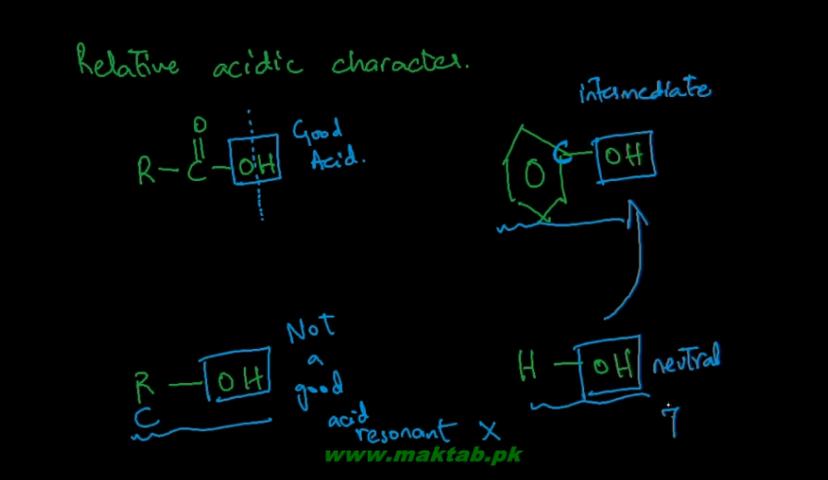 Relative acidic character.
intermediate
O
Good
Acid.
R-C-OH
C-OH
O
Not
a
good
acid
R-OH
C
resonant X
H-OH neutral
7
www.maktab.pk